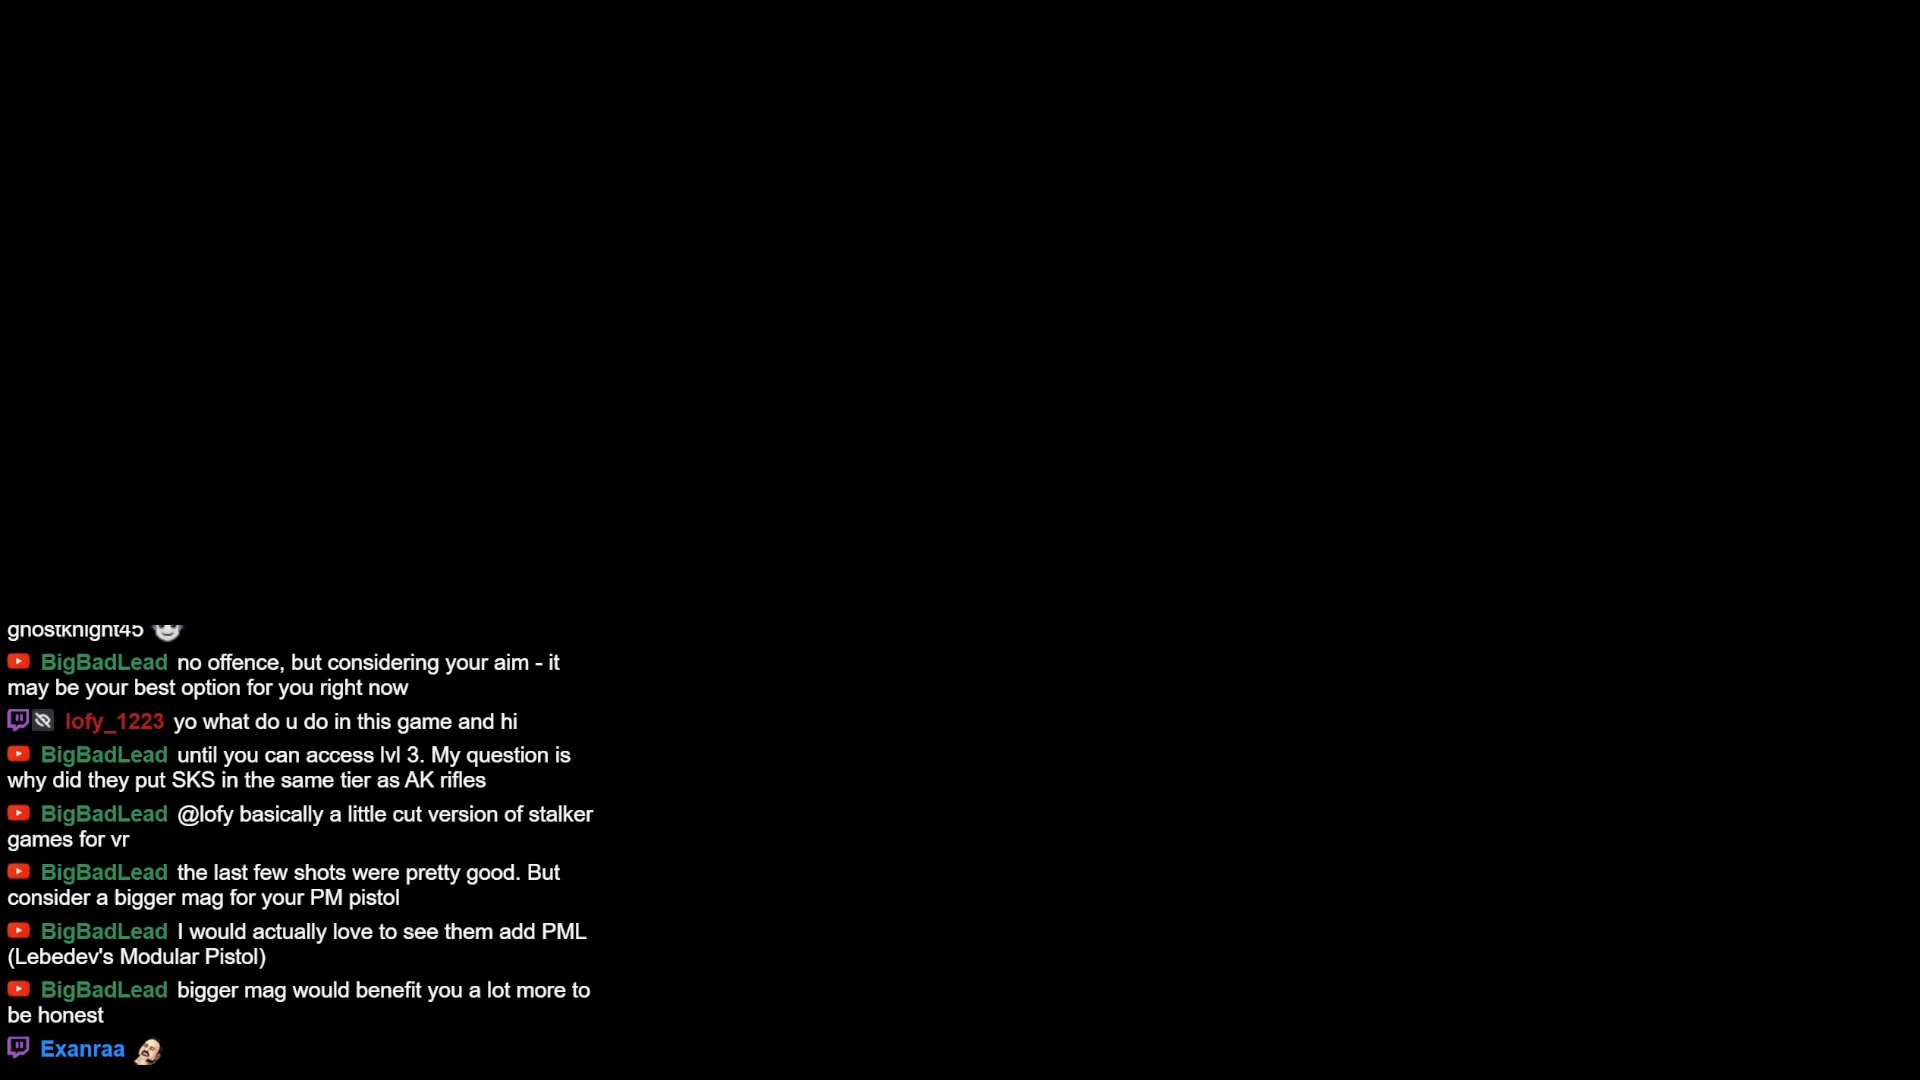 ghostknight45
BigBadLead no offence, but considering your aim - it
may be your best option for you right now
lofy_1223 yo what do u do in this game and hi
BigBadLead until you can access lvl 3. My question is
why did they put SKS in the same tier as AK rifles
BigBadLead @lofy basically a little cut version of stalker
games for vr
BigBadLead the last few shots were pretty good. But
consider a bigger mag for your PM pistol
BigBadLead I would actually love to see them add PML
(Lebedev's Modular Pistol)
BigBadLead bigger mag would benefit you a lot more to
be honest
Exanraa